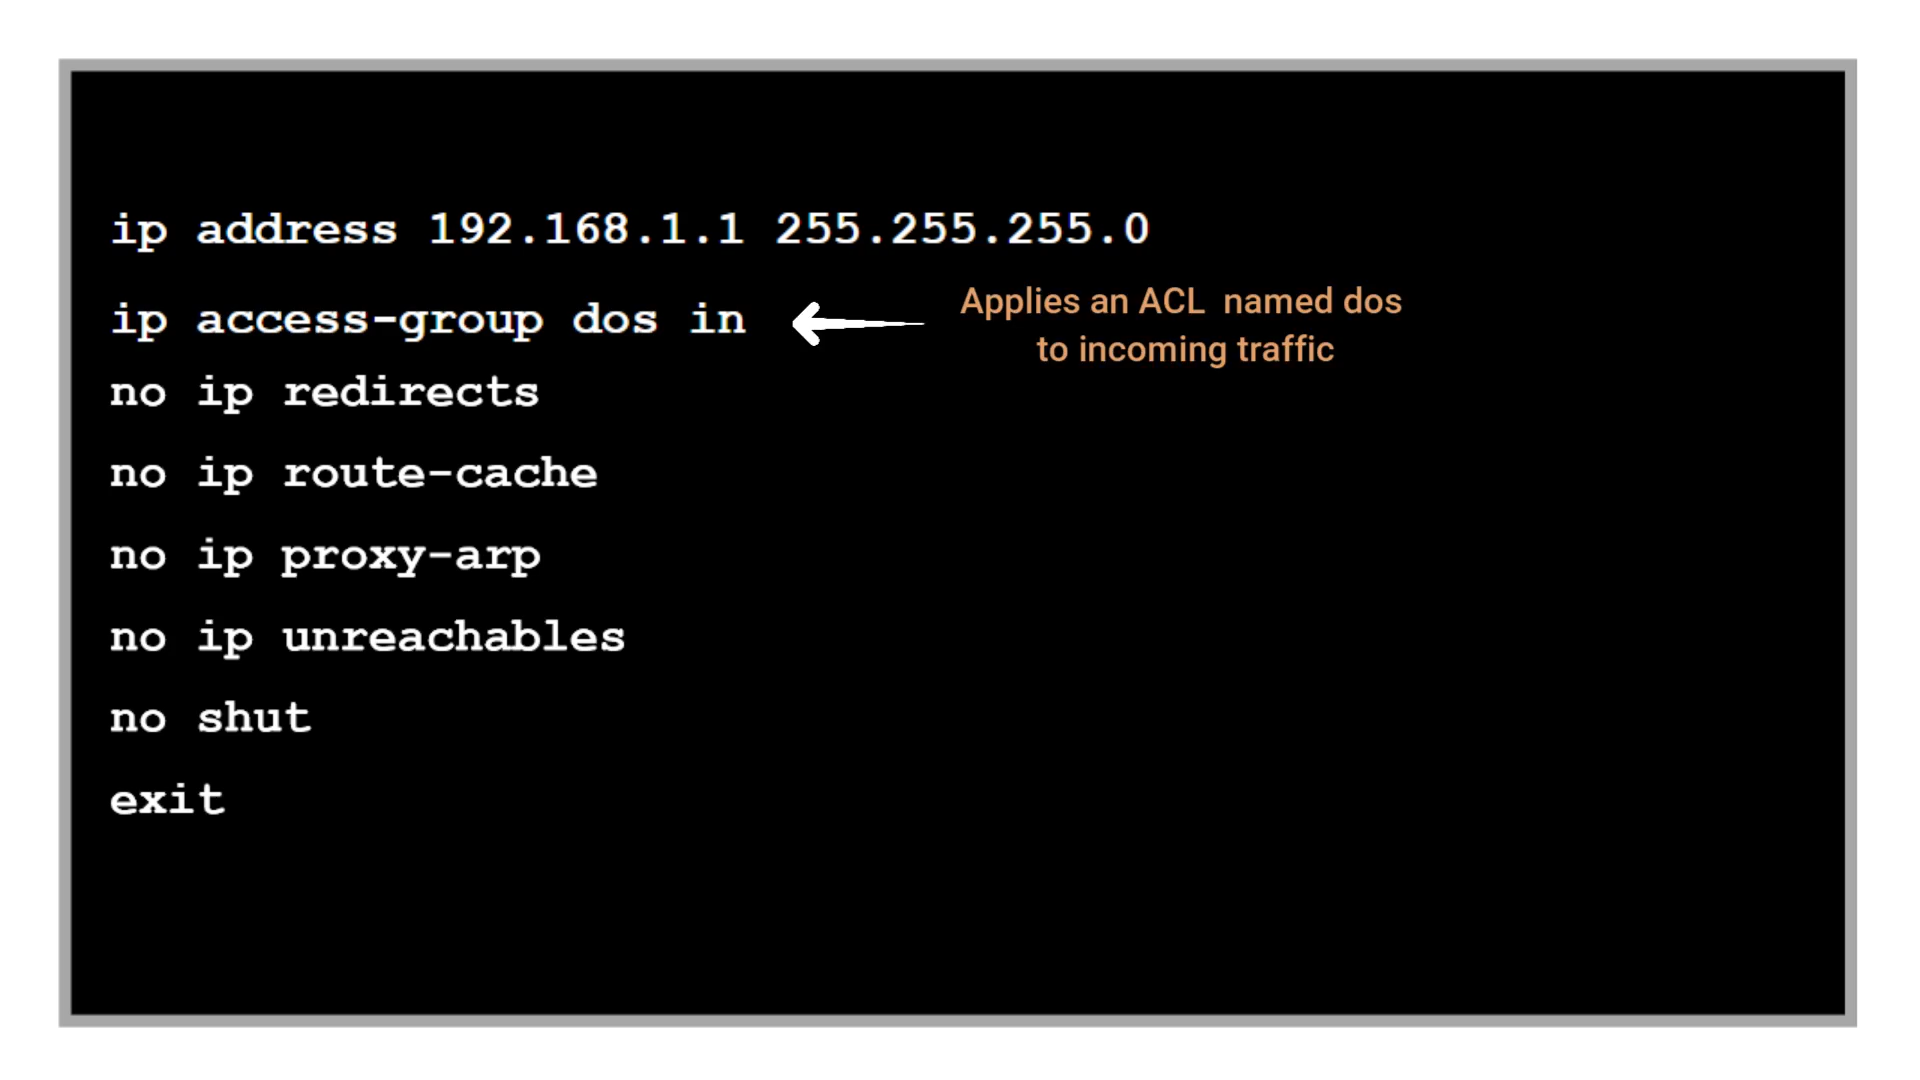 ip address 192.168.1.1 255.255.255.0
ip access-group dos in
Applies an ACL named dos
to incoming traffic
no ip redirects
no ip route-cache
no ip proxy-arp
no ip unreachables
no shut
exit